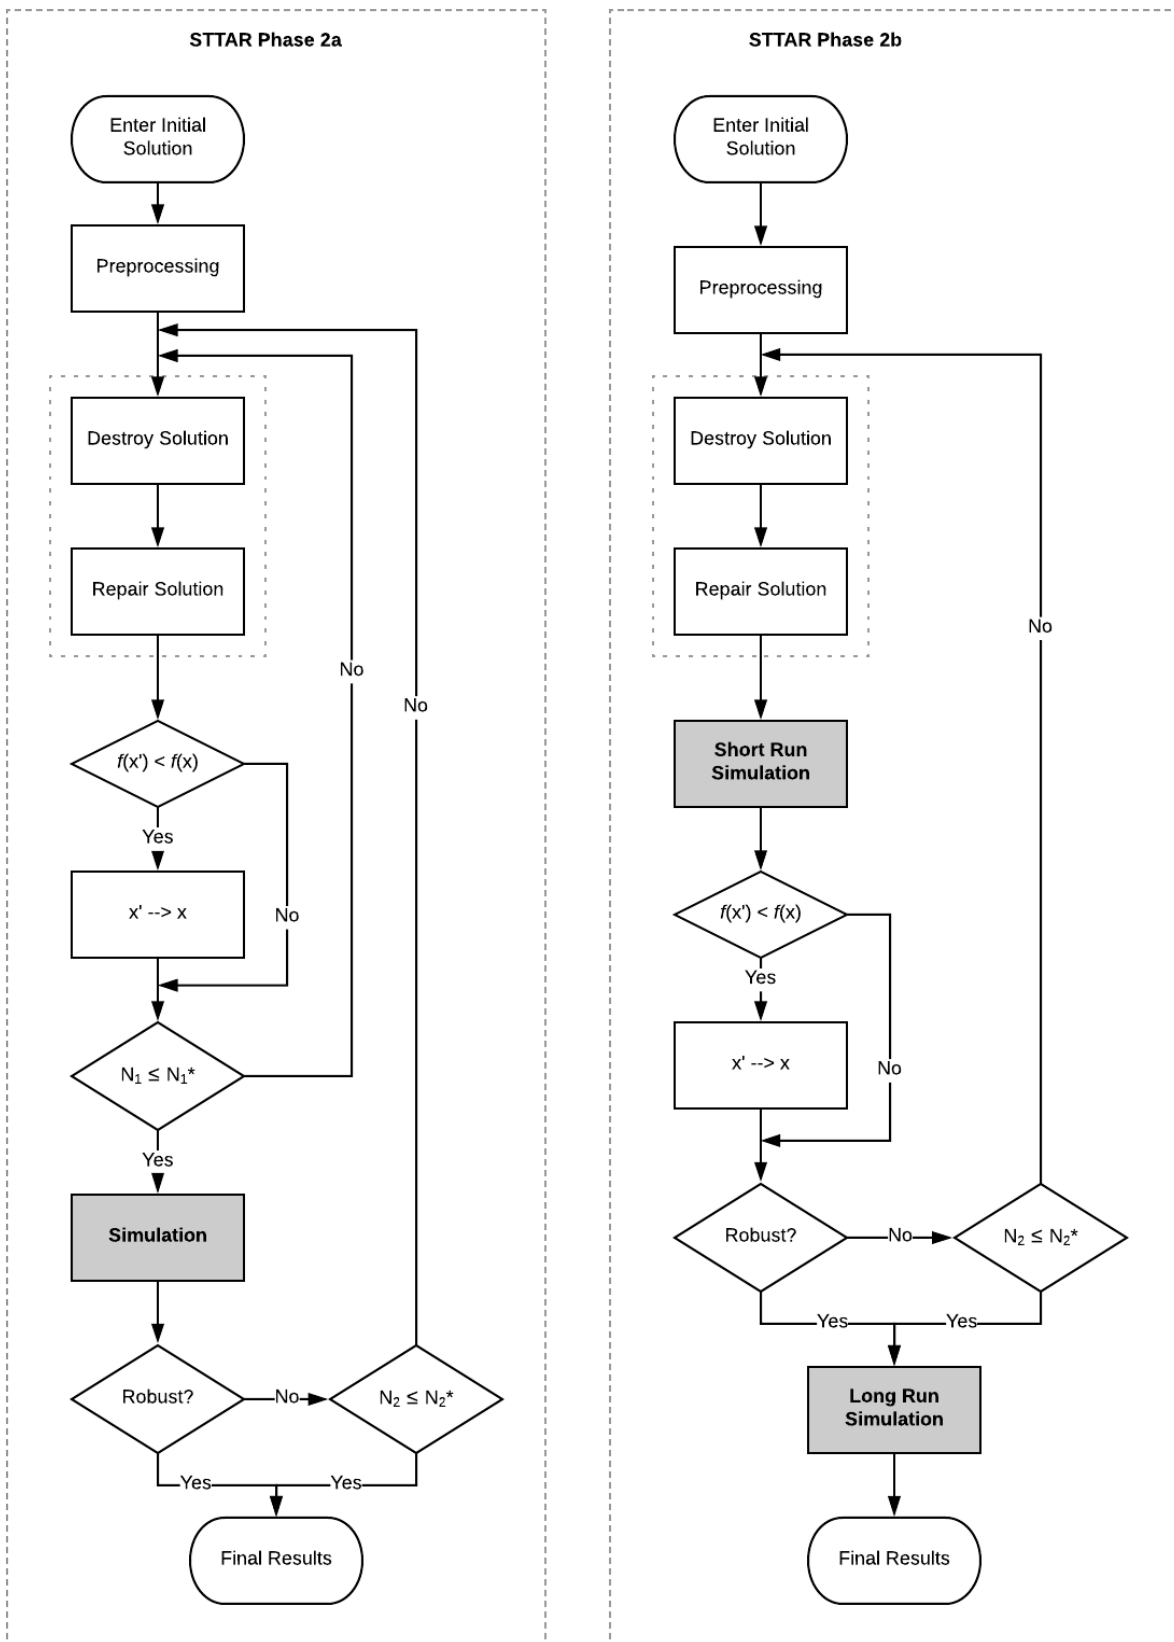 STTAR Phase 2a
Enter Initial
Solution
Preprocessing
Destroy Solution
Repair Solution
f(x') < f(x)
Yes
No
x' --> x
No
No
N₁ ≤ N₁*
Yes
Simulation
Robust?
No
N₂ ≤ N₂*
Yes
Yes
Final Results
STTAR Phase 2b
Enter Initial
Solution
Preprocessing
Destroy Solution
Repair Solution
No
Short Run
Simulation
f(x') < f(x)
Yes
x' --> x
No
Robust?
No
N₂ ≤ N₂*
Yes
Yes
Long Run
Simulation
Final Results